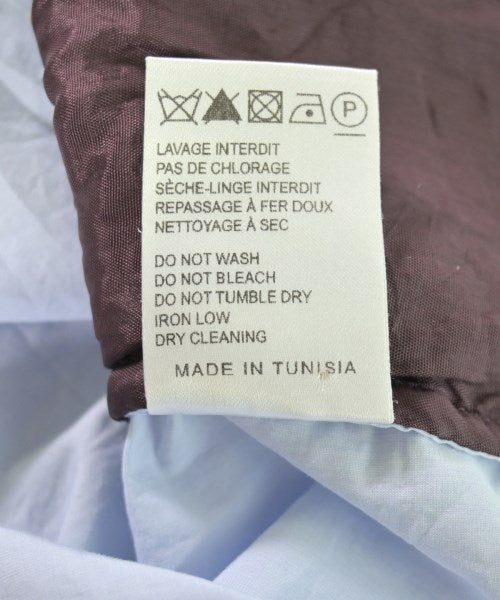 P
LAVAGE INTERDIT
PAS DE CHLORAGE
SÈCHE-LINGE INTERDIT
REPASSAGE À FER DOUX
NETTOYAGE À SEC
DO NOT WASH
DO NOT BLEACH
DO NOT TUMBLE DRY
IRON LOW
DRY CLEANING
MADE IN TUNISIA